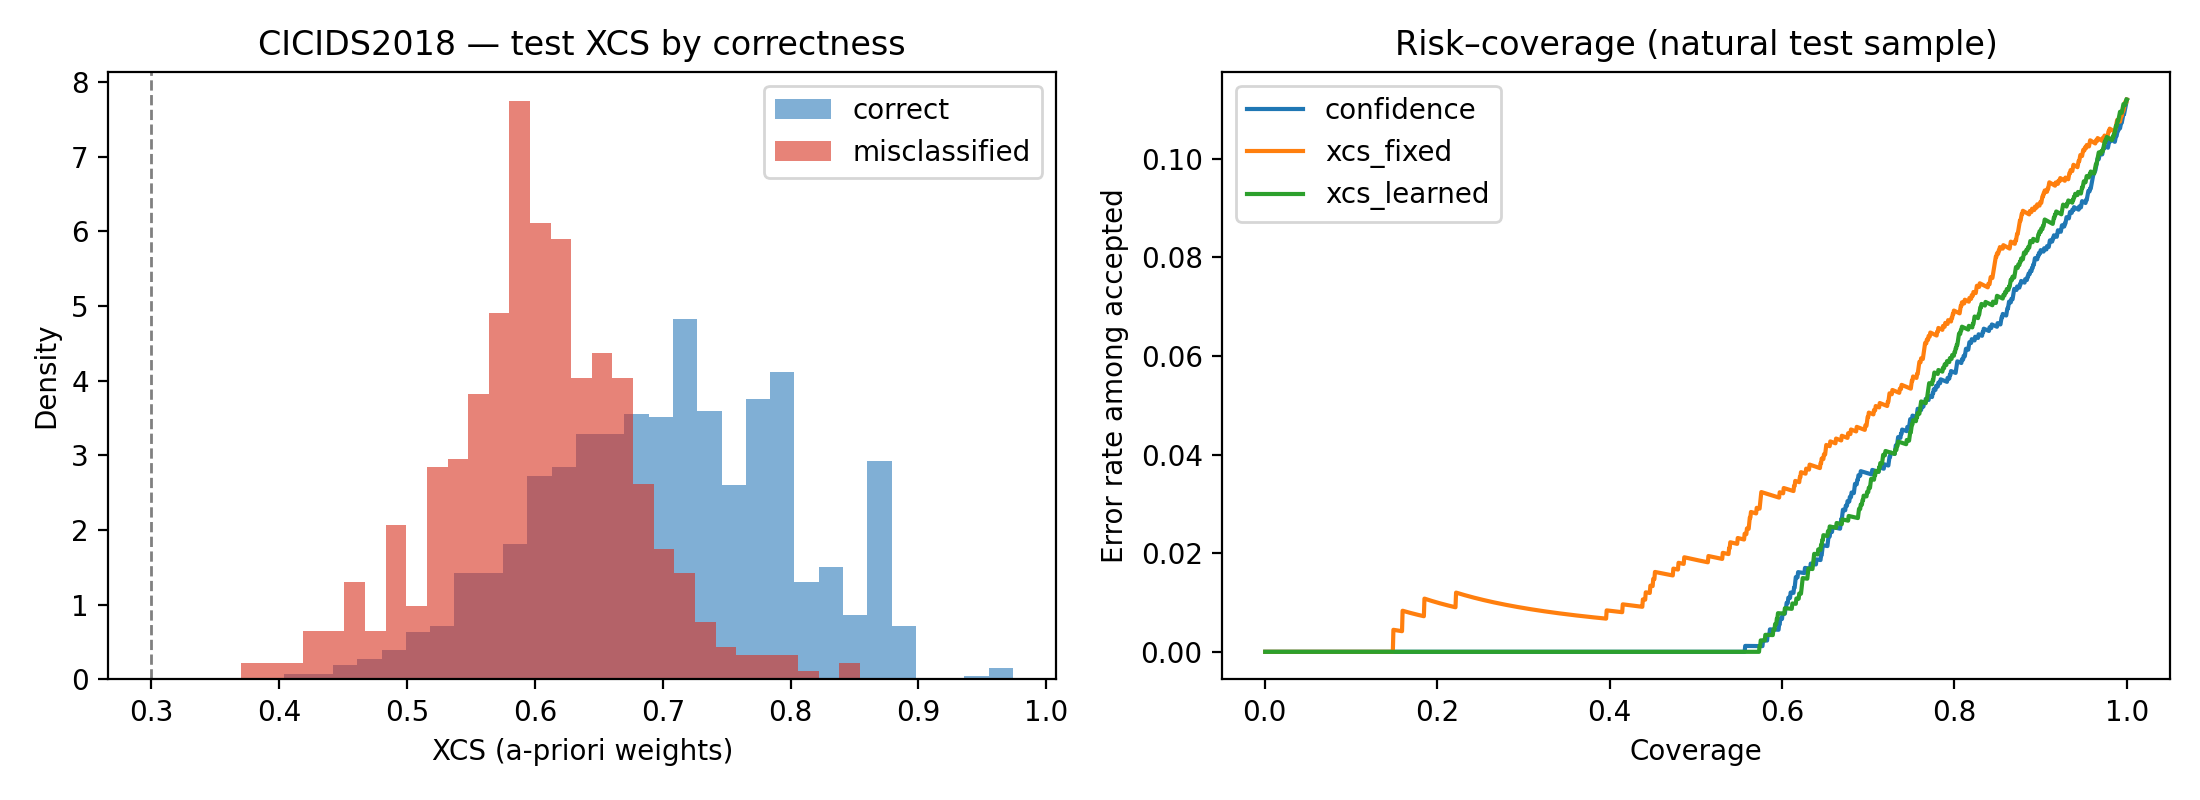 CICIDS2018 — test XCS by correctness
8
7
6
5
4
3
2
1
0
Density
correct
misclassified
0.3 0.4 0.5 0.6 0.7 0.8 0.9 1.0
XCS (a-priori weights)
Risk–coverage (natural test sample)
confidence
xcs_fixed
xcs_learned
0.10
0.08
0.06
0.04
0.02
0.00
Error rate among accepted
0.0 0.2 0.4 0.6 0.8 1.0
Coverage